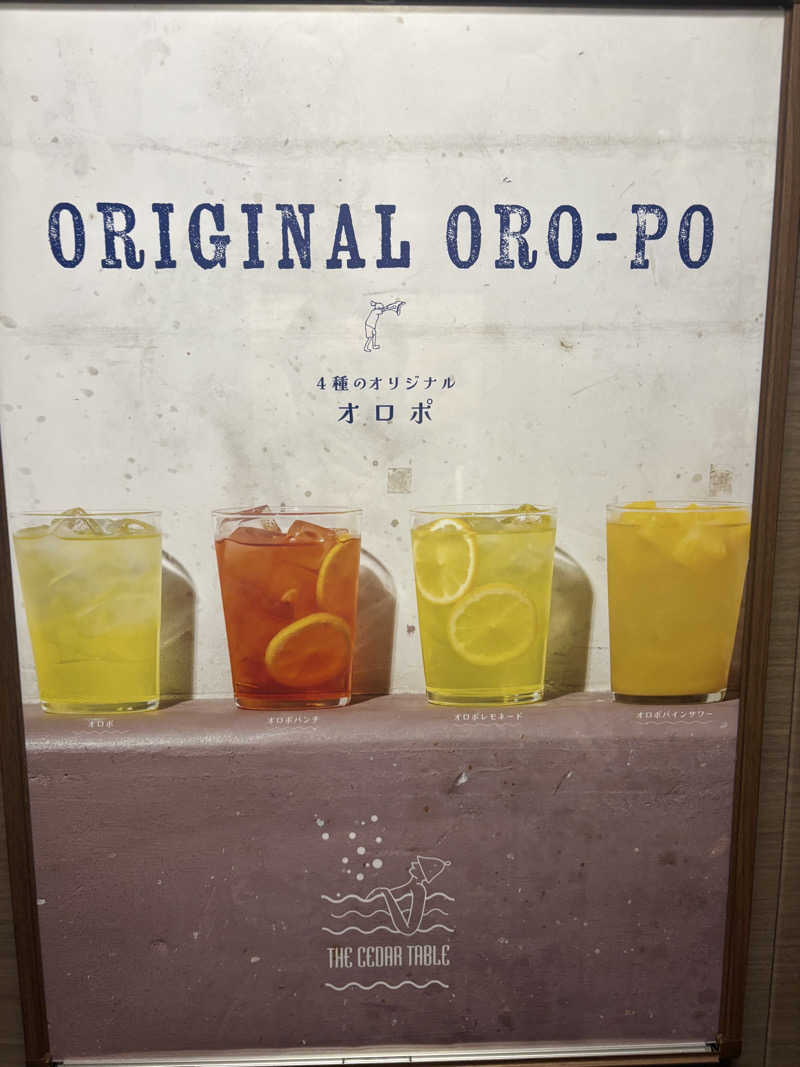 ORIGINAL ORO-PO
4種のオリジナル
オロポ
オロポ
オロポパンチ
オロポレモネード
オロポパインサワー
THE CEDAR TABLE